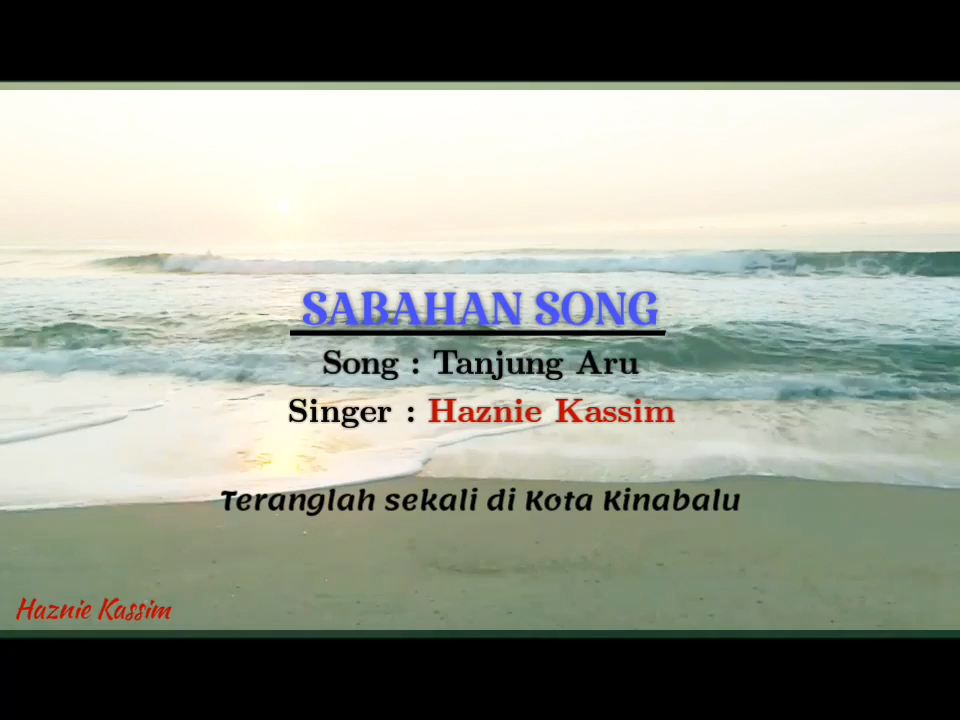 SABAHAN SONG
Song : Tanjung Aru
Singer : Haznie Kassim
Teranglah sekali di Kota Kinabalu
Haznie Kassim